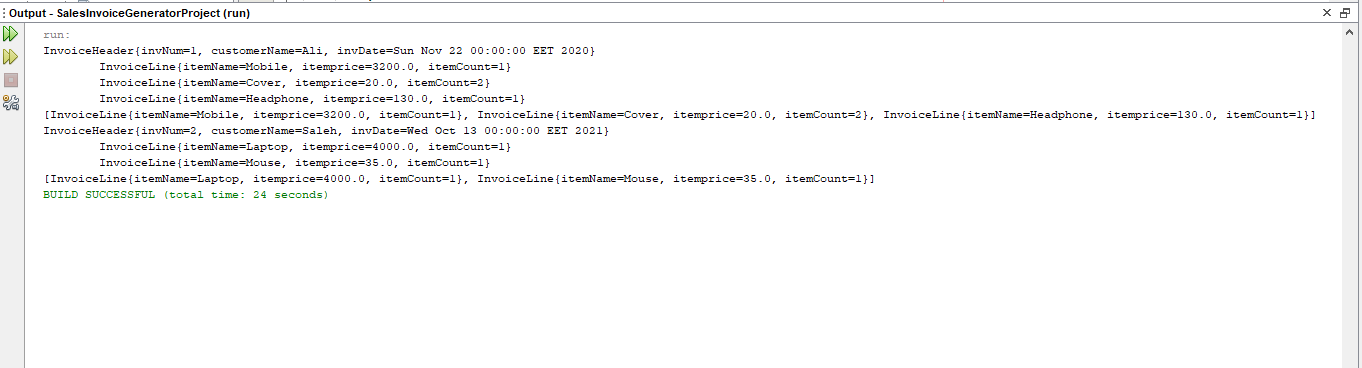 Output - SalesInvoiceGeneratorProject (run)
run:
InvoiceHeader{invNum=1, customerName=Ali, invDate=Sun Nov 22 00:00:00 EET 2020}
InvoiceLine{itemName=Mobile, itemprice=3200.0, itemCount=1}
InvoiceLine{itemName=Cover, itemprice=20.0, itemCount=2}
InvoiceLine{itemName=Headphone, itemprice=130.0, itemCount=1}
[InvoiceLine{itemName=Mobile, itemprice=3200.0, itemCount=1}, InvoiceLine{itemName=Cover, itemprice=20.0, itemCount=2}, InvoiceLine{itemName=Headphone, itemprice=130.0, itemCount=1}]
InvoiceHeader{invNum=2, customerName=Saleh, invDate=Wed Oct 13 00:00:00 EET 2021}
InvoiceLine{itemName=Laptop, itemprice=4000.0, itemCount=1}
InvoiceLine{itemName=Mouse, itemprice=35.0, itemCount=1}
[InvoiceLine{itemName=Laptop, itemprice=4000.0, itemCount=1}, InvoiceLine{itemName=Mouse, itemprice=35.0, itemCount=1}]
BUILD SUCCESSFUL (total time: 24 seconds)